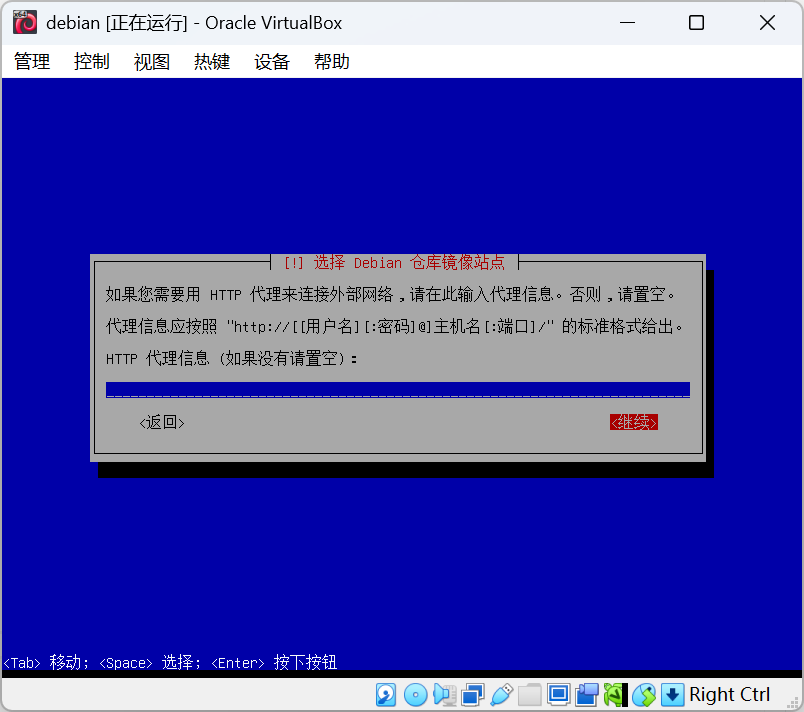 debian [正在运行] - Oracle VirtualBox
管理 控制 视图 热键 设备 帮助
[!] 选择 Debian 仓库镜像站点
如果您需要用 HTTP 代理来连接外部网络，请在此输入代理信息。否则，请置空。
代理信息应按照 "http://[[用户名][:密码]@]主机名[:端口]/" 的标准格式给出。
HTTP 代理信息（如果没有请置空）：
<返回> <继续>
<Tab> 移动; <Space> 选择; <Enter> 按下按钮
Right Ctrl